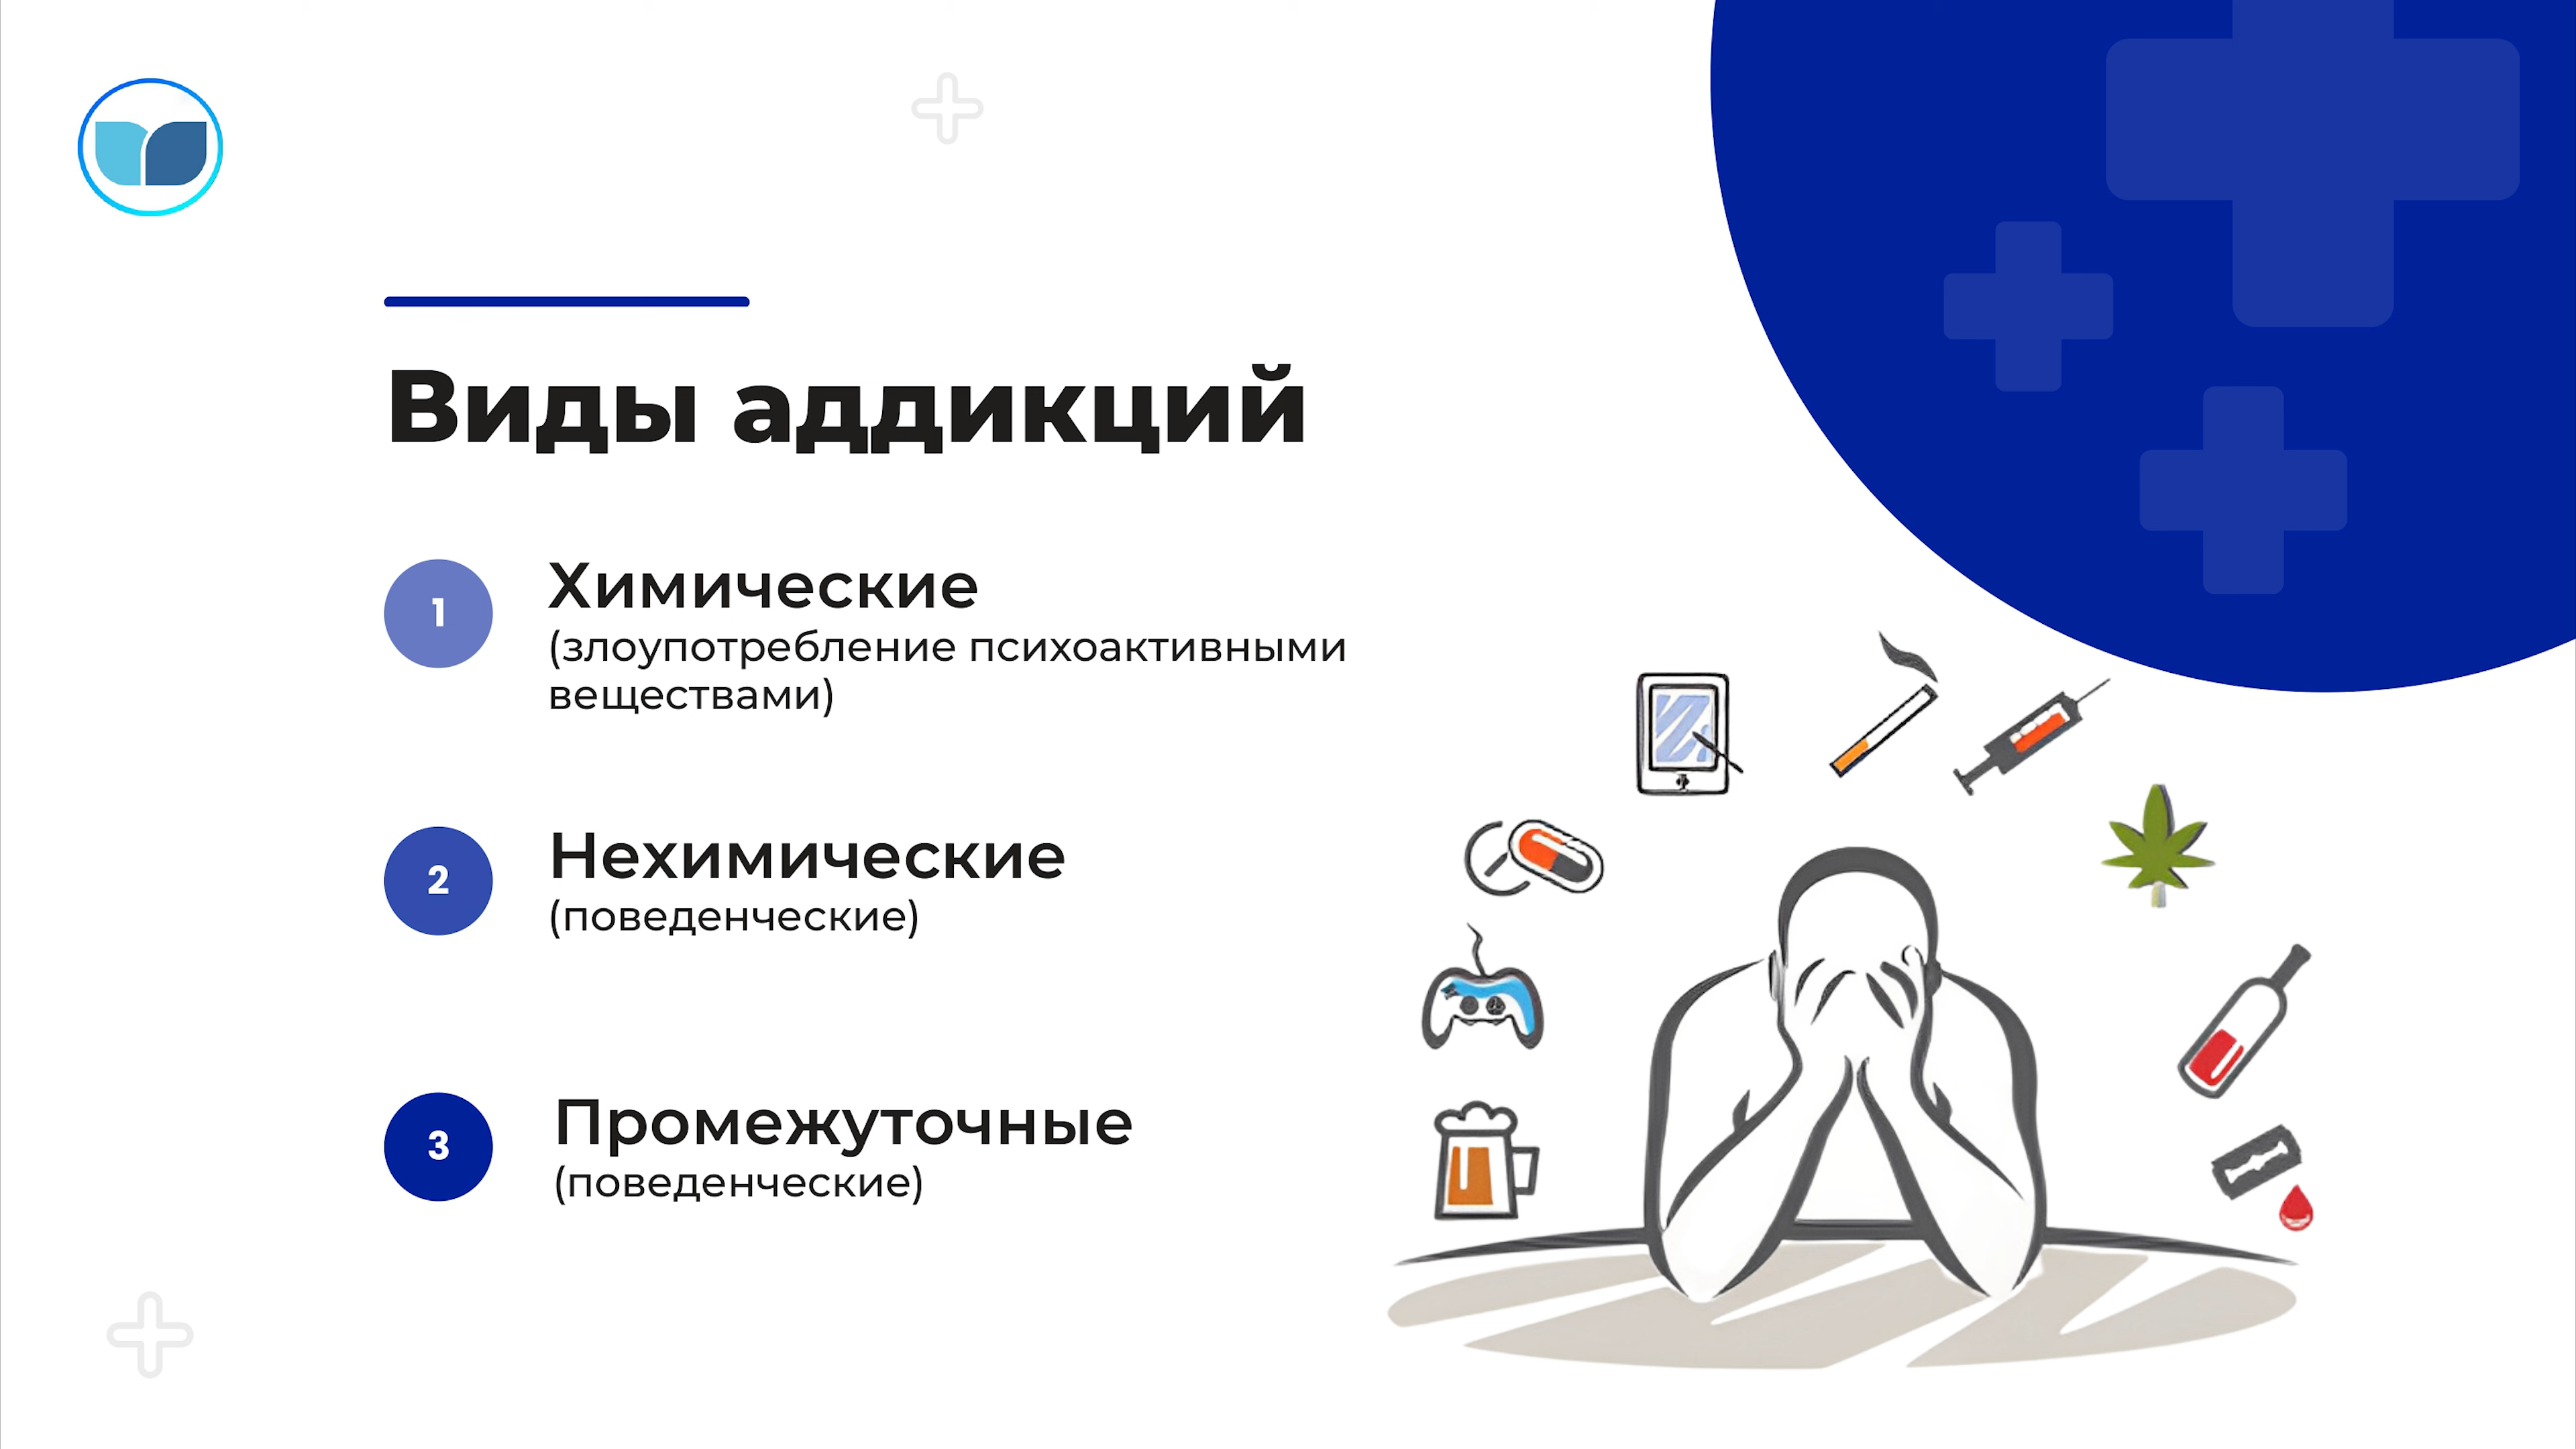 Виды аддикций
1
Химические
(злоупотребление психоактивными
веществами)
2
Нехимические
(поведенческие)
3
Промежуточные
(поведенческие)